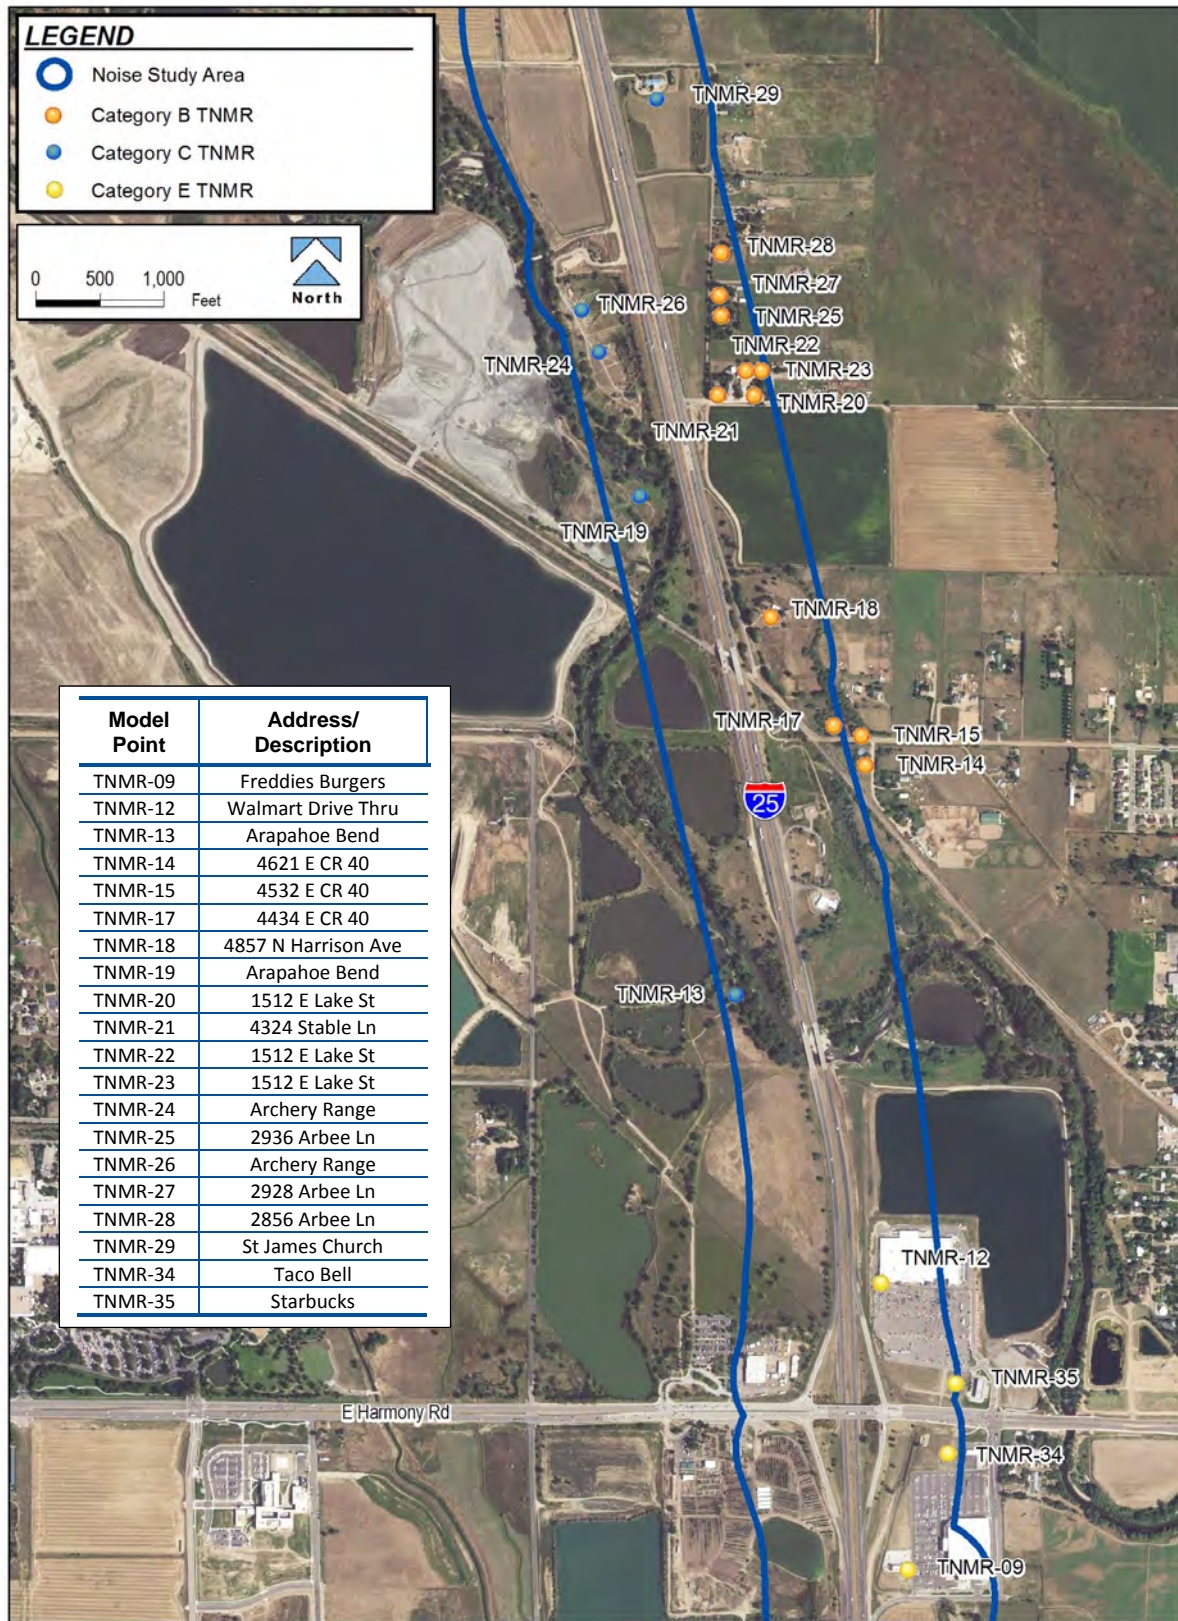 LEGEND
Noise Study Area
Category B TNMR
Category C TNMR
Category E TNMR
0 500 1,000
Feet
North
TNMR-29
TNMR-28
TNMR-27
TNMR-26
TNMR-25
TNMR-22
TNMR-24
TNMR-23
TNMR-20
TNMR-21
TNMR-19
TNMR-18
TNMR-17
TNMR-15
TNMR-14
25
TNMR-13
Model Point Address/ Description
TNMR-09 Freddies Burgers
TNMR-12 Walmart Drive Thru
TNMR-13 Arapahoe Bend
TNMR-14 4621 E CR 40
TNMR-15 4532 E CR 40
TNMR-17 4434 E CR 40
TNMR-18 4857 N Harrison Ave
TNMR-19 Arapahoe Bend
TNMR-20 1512 E Lake St
TNMR-21 4324 Stable Ln
TNMR-22 1512 E Lake St
TNMR-23 1512 E Lake St
TNMR-24 Archery Range
TNMR-25 2936 Arbee Ln
TNMR-26 Archery Range
TNMR-27 2928 Arbee Ln
TNMR-28 2856 Arbee Ln
TNMR-29 St James Church
TNMR-34 Taco Bell
TNMR-35 Starbucks
TNMR-12
TNMR-35
E Harmony Rd
TNMR-34
TNMR-09